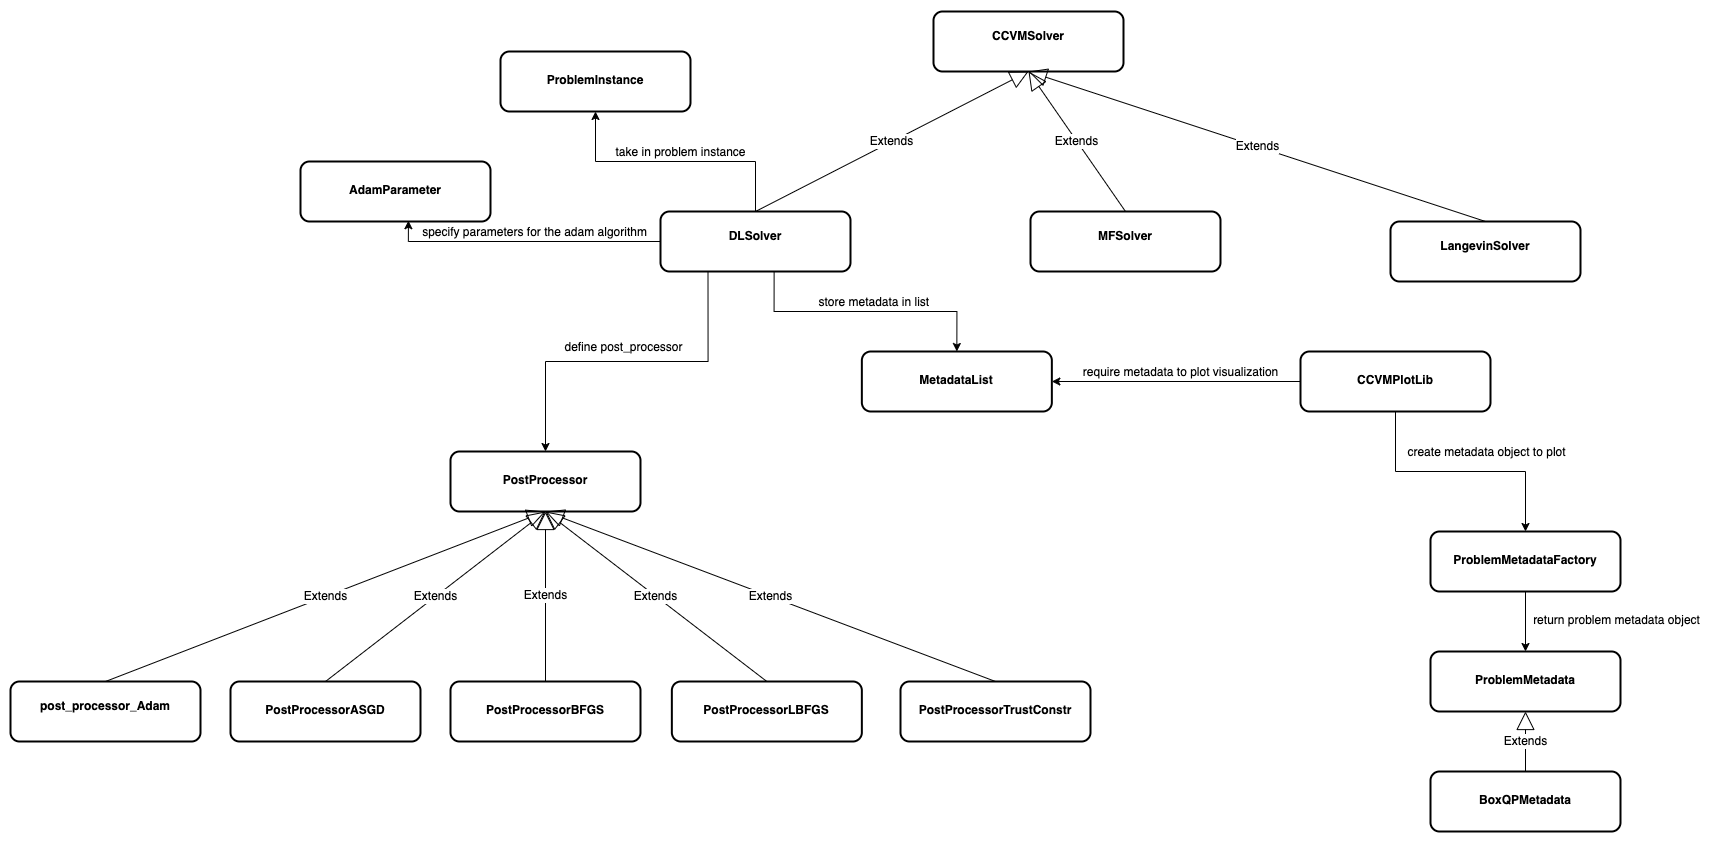 CCVMSolver
ProblemInstance
Extends
Extends
Extends
take in problem instance
AdamParameter
specify parameters for the adam algorithm
DLSolver
MFSolver
LangevinSolver
store metadata in list
define post_processor
MetadataList
require metadata to plot visualization
CCVMPlotLib
create metadata object to plot
PostProcessor
ProblemMetadataFactory
Extends
Extends
Extends
Extends
Extends
return problem metadata object
ProblemMetadata
post_processor_Adam
PostProcessorASGD
PostProcessorBFGS
PostProcessorLBFGS
PostProcessorTrustConstr
Extends
BoxQPMetadata